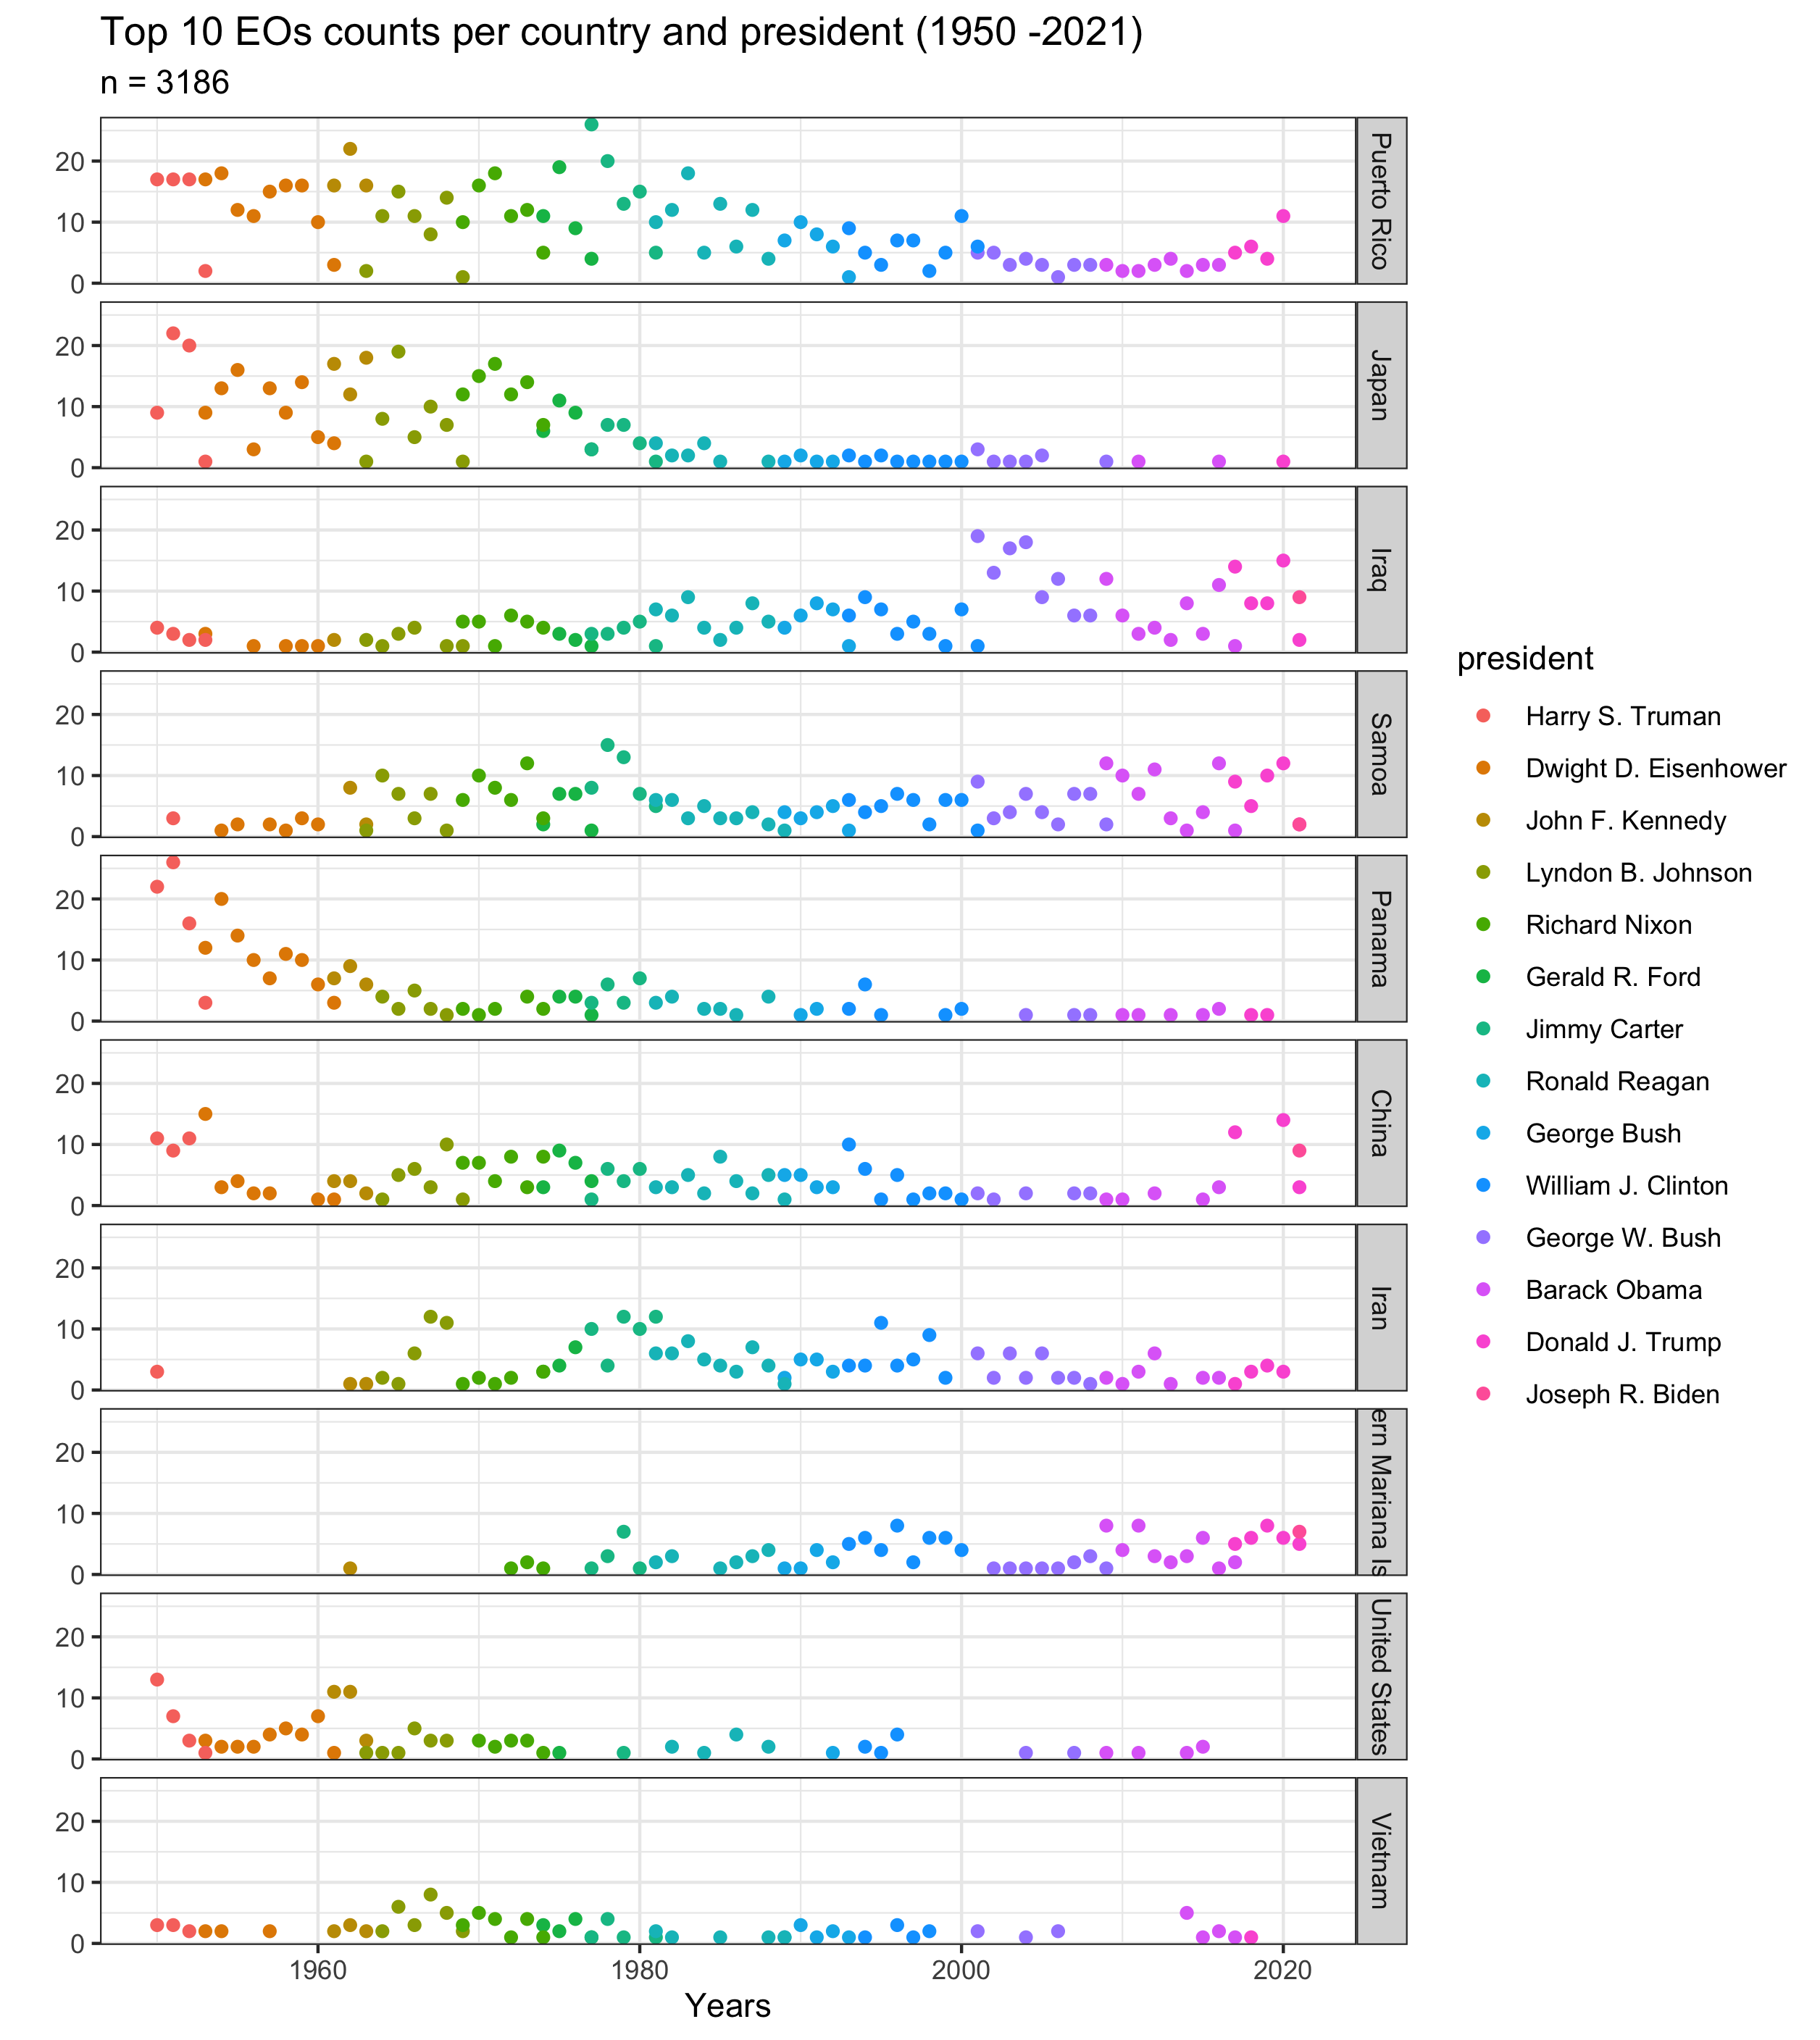 Top 10 EOs counts per country and president (1950 -2021)
n = 3186
20
10
0
Puerto Rico
20
10
0
Japan
20
10
0
Iraq
20
10
0
Samoa
20
10
0
Panama
20
10
0
China
20
10
0
Iran
20
10
0
ern Mariana Is
20
10
0
United States
20
10
0
Vietnam
1960
1980
2000
2020
Years
president
Harry S. Truman
Dwight D. Eisenhower
John F. Kennedy
Lyndon B. Johnson
Richard Nixon
Gerald R. Ford
Jimmy Carter
Ronald Reagan
George Bush
William J. Clinton
George W. Bush
Barack Obama
Donald J. Trump
Joseph R. Biden